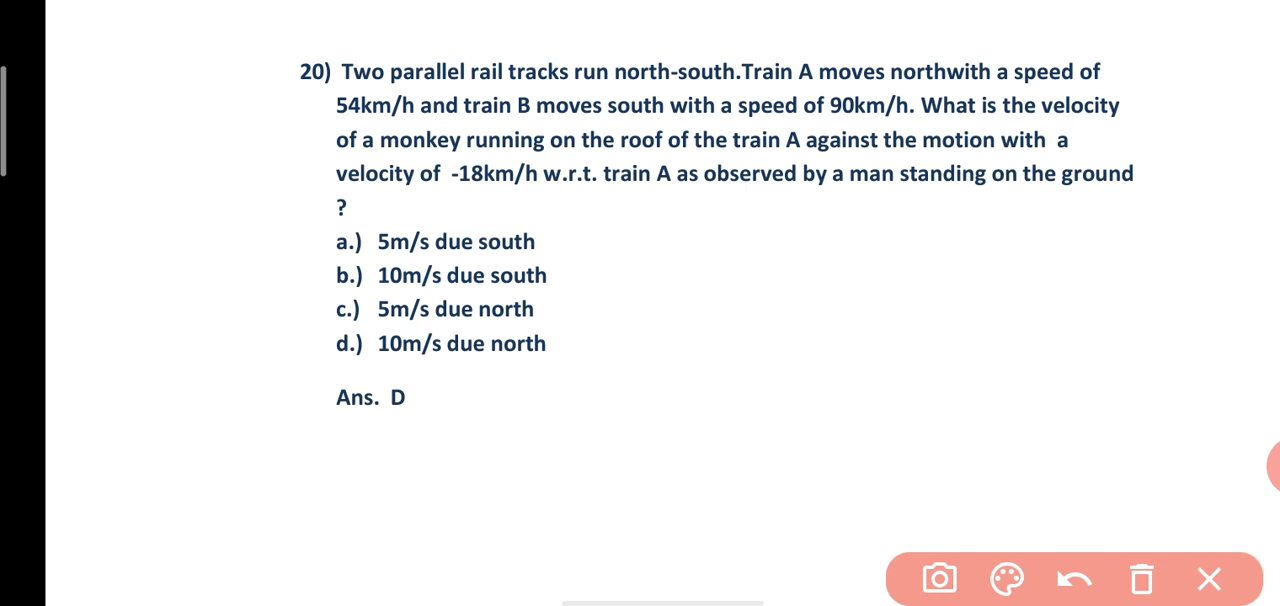 20) Two parallel rail tracks run north-south.Train A moves northwith a speed of
54km/h and train B moves south with a speed of 90km/h. What is the velocity
of a monkey running on the roof of the train A against the motion with a
velocity of -18km/h w.r.t. train A as observed by a man standing on the ground
?
a.) 5m/s due south
b.) 10m/s due south
c.) 5m/s due north
d.) 10m/s due north
Ans. D